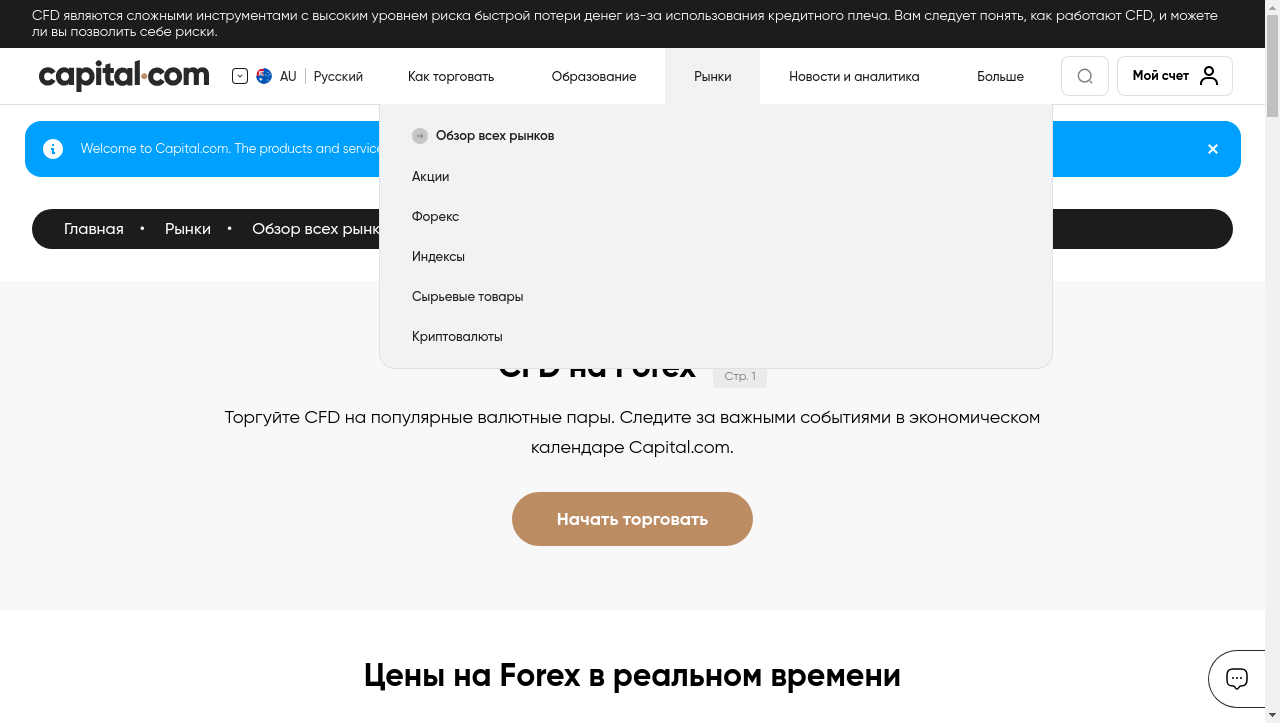 CFD являются сложными инструментами с высоким уровнем риска быстрой потери денег из-за использования кредитного плеча. Вам следует понять, как работают CFD, и можете
ли вы позволить себе риски.
capital.com AU Русский Как торговать Образование Рынки Новости и аналитика Больше Мой счет
Обзор всех рынков
Welcome to Capital.com. The products and service
Акции
Форекс
Главная • Рынки • Обзор всех рынк
Индексы
Сырьевые товары
Криптовалюты
CFD на Forex Стр. 1
Торгуйте CFD на популярные валютные пары. Следите за важными событиями в экономическом
календаре Capital.com.
Начать торговать
Цены на Forex в реальном времени